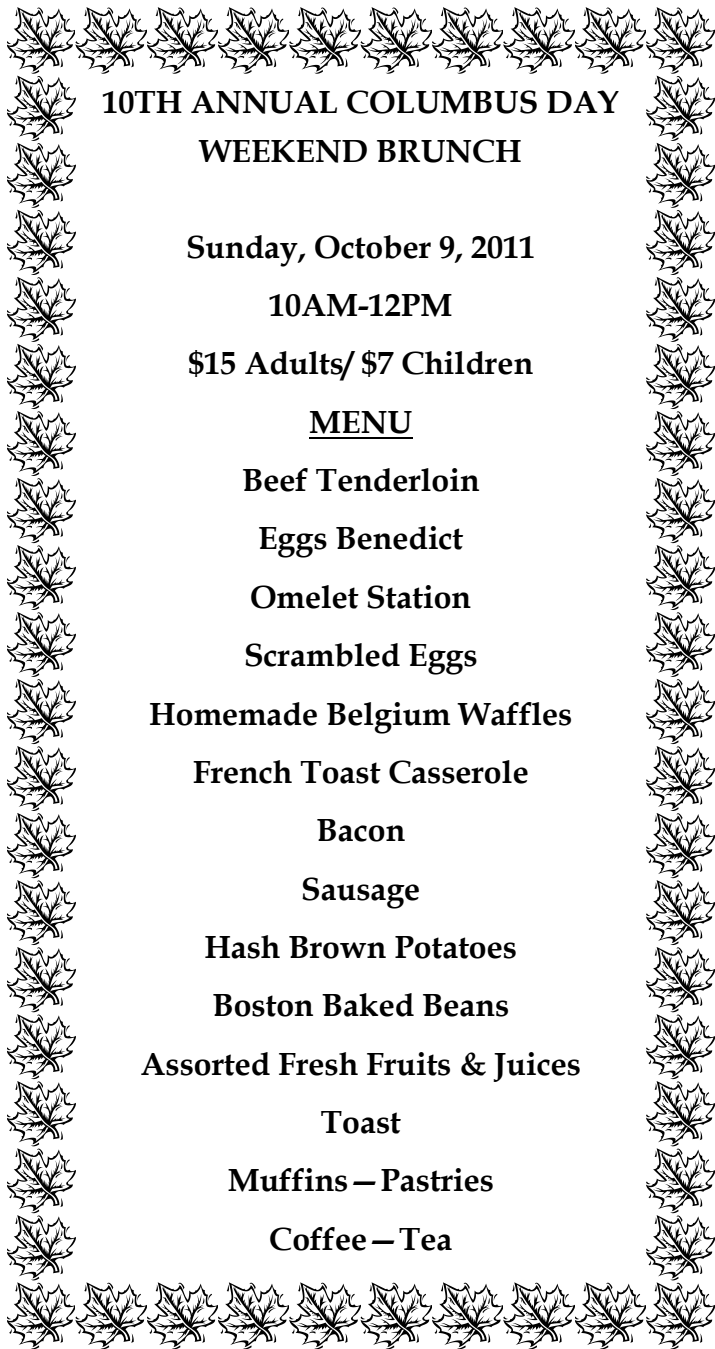 10TH ANNUAL COLUMBUS DAY
WEEKEND BRUNCH
Sunday, October 9, 2011
10AM-12PM
$15 Adults/ $7 Children
MENU
Beef Tenderloin
Eggs Benedict
Omelet Station
Scrambled Eggs
Homemade Belgium Waffles
French Toast Casserole
Bacon
Sausage
Hash Brown Potatoes
Boston Baked Beans
Assorted Fresh Fruits & Juices
Toast
Muffins—Pastries
Coffee—Tea